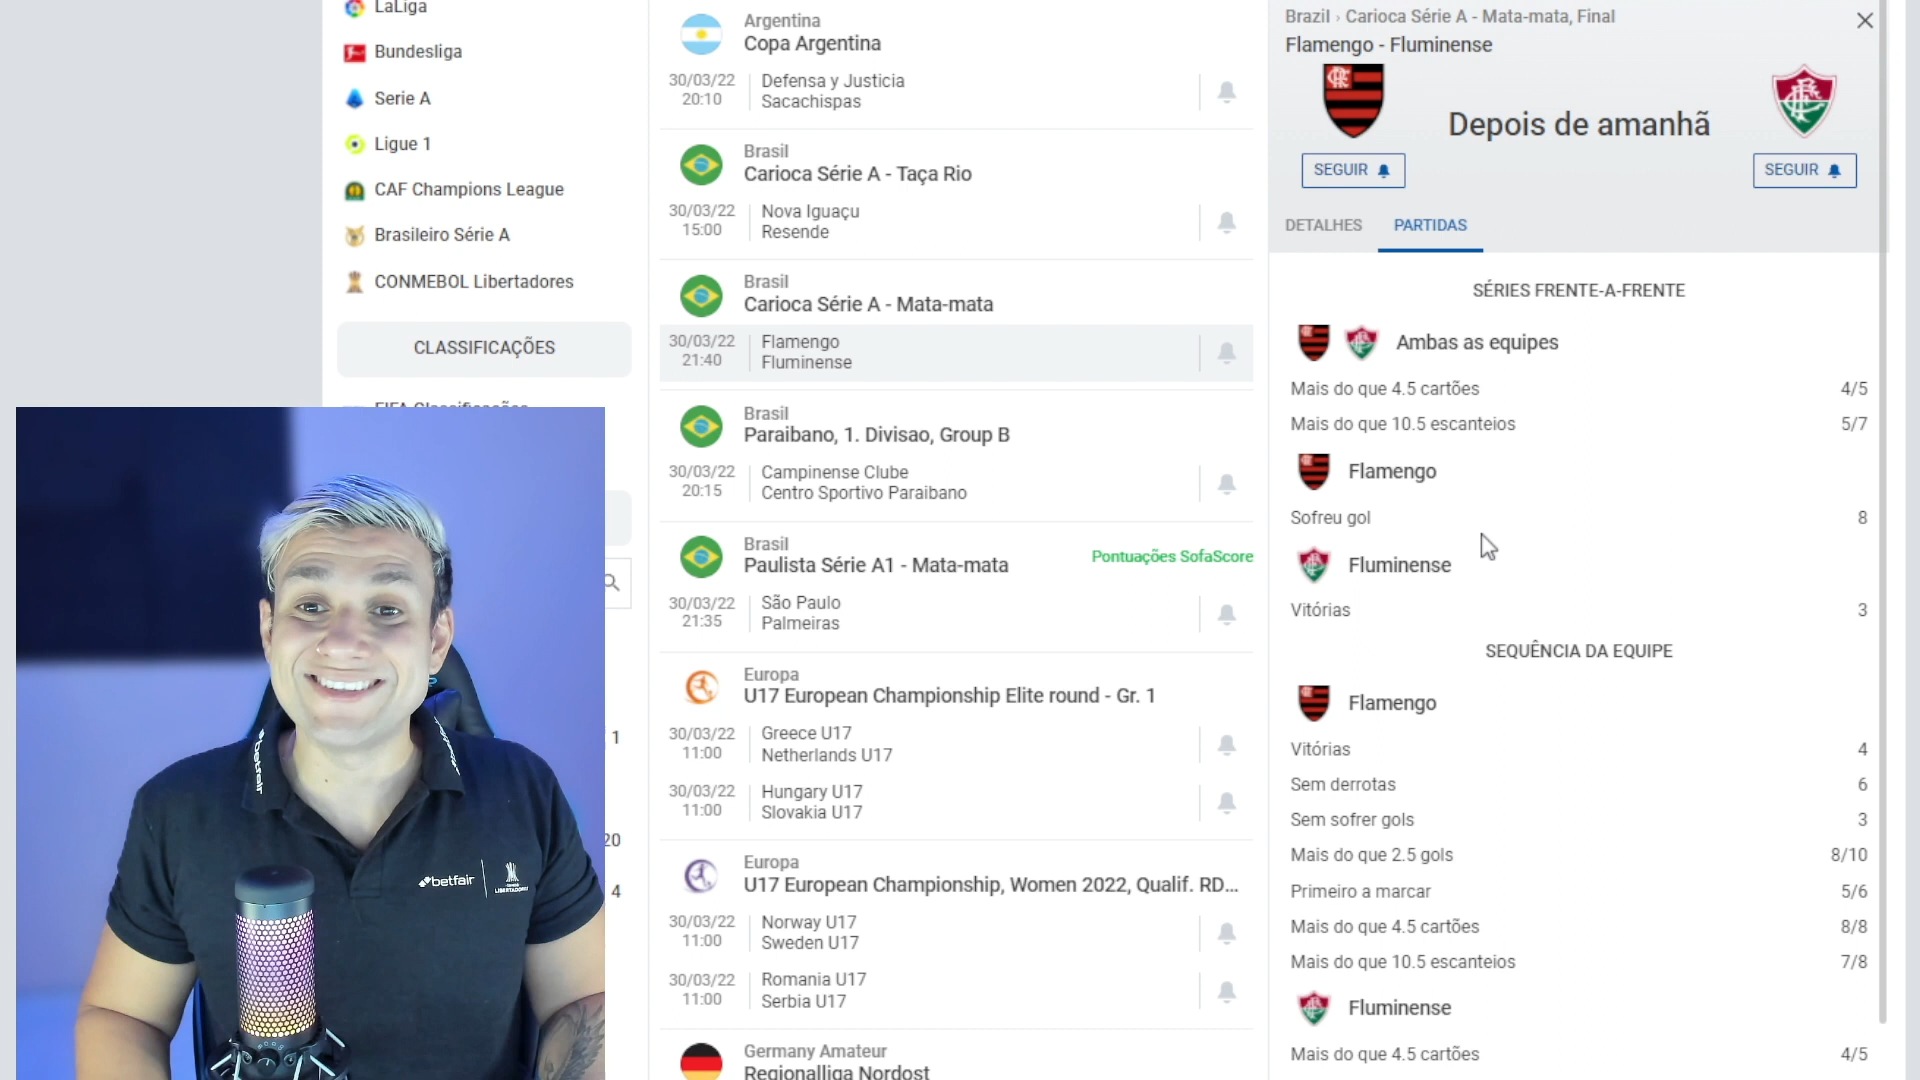 LaLiga
Bundesliga
Serie A
Ligue 1
CAF Champions League
Brasileiro Série A
CONMEBOL Libertadores
CLASSIFICAÇÕES
FIFA Classificações
1
20
4
betfair
betfair
LIBERTADORES
Argentina
Copa Argentina
30/03/22
20:10
Defensa y Justicia
Sacachispas
Brasil
Carioca Série A - Taça Rio
30/03/22
15:00
Nova Iguaçu
Resende
Brasil
Carioca Série A - Mata-mata
30/03/22
21:40
Flamengo
Fluminense
Brasil
Paraibano, 1. Divisao, Group B
30/03/22
20:15
Campinense Clube
Centro Sportivo Paraibano
Brasil
Paulista Série A1 - Mata-mata
Pontuações SofaScore
30/03/22
21:35
São Paulo
Palmeiras
Europa
U17 European Championship Elite round - Gr. 1
30/03/22
11:00
Greece U17
Netherlands U17
30/03/22
11:00
Hungary U17
Slovakia U17
Europa
U17 European Championship, Women 2022, Qualif. RD...
30/03/22
11:00
Norway U17
Sweden U17
30/03/22
11:00
Romania U17
Serbia U17
Germany Amateur
Regionalliga Nordost
Brazil › Carioca Série A - Mata-mata, Final
Flamengo - Fluminense
Depois de amanhã
SEGUIR
SEGUIR
DETALHES
PARTIDAS
SÉRIES FRENTE-A-FRENTE
Ambas as equipes
Mais do que 4.5 cartões 4/5
Mais do que 10.5 escanteios 5/7
Flamengo
Sofreu gol 8
Fluminense
Vitórias 3
SEQUÊNCIA DA EQUIPE
Flamengo
Vitórias 4
Sem derrotas 6
Sem sofrer gols 3
Mais do que 2.5 gols 8/10
Primeiro a marcar 5/6
Mais do que 4.5 cartões 8/8
Mais do que 10.5 escanteios 7/8
Fluminense
Mais do que 4.5 cartões 4/5